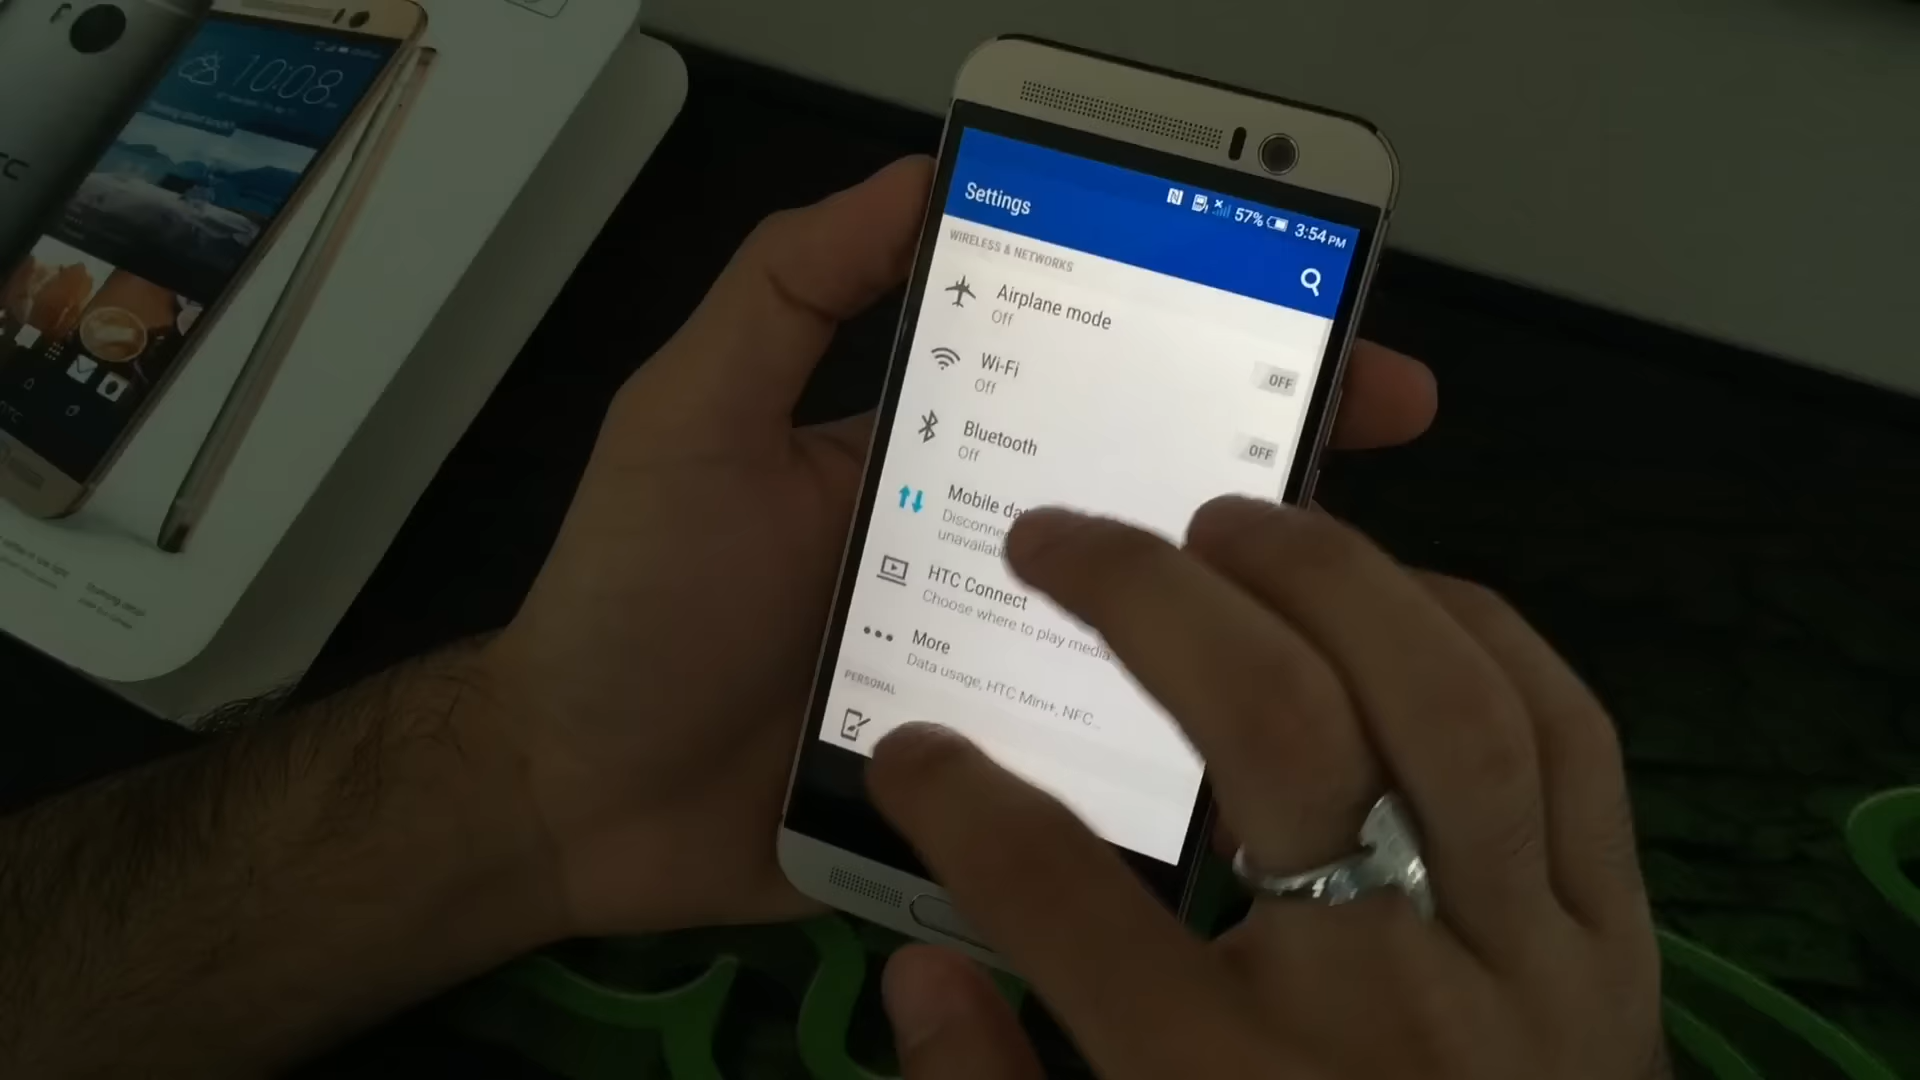 10:08
57% 3:54 PM
Settings
WIRELESS & NETWORKS
Airplane mode
Off
Wi-Fi
Off
OFF
Bluetooth
Off
OFF
Mobile da
Disconne
unavailab
HTC Connect
Choose where to play media
More
Data usage, HTC Mini+, NFC...
PERSONAL